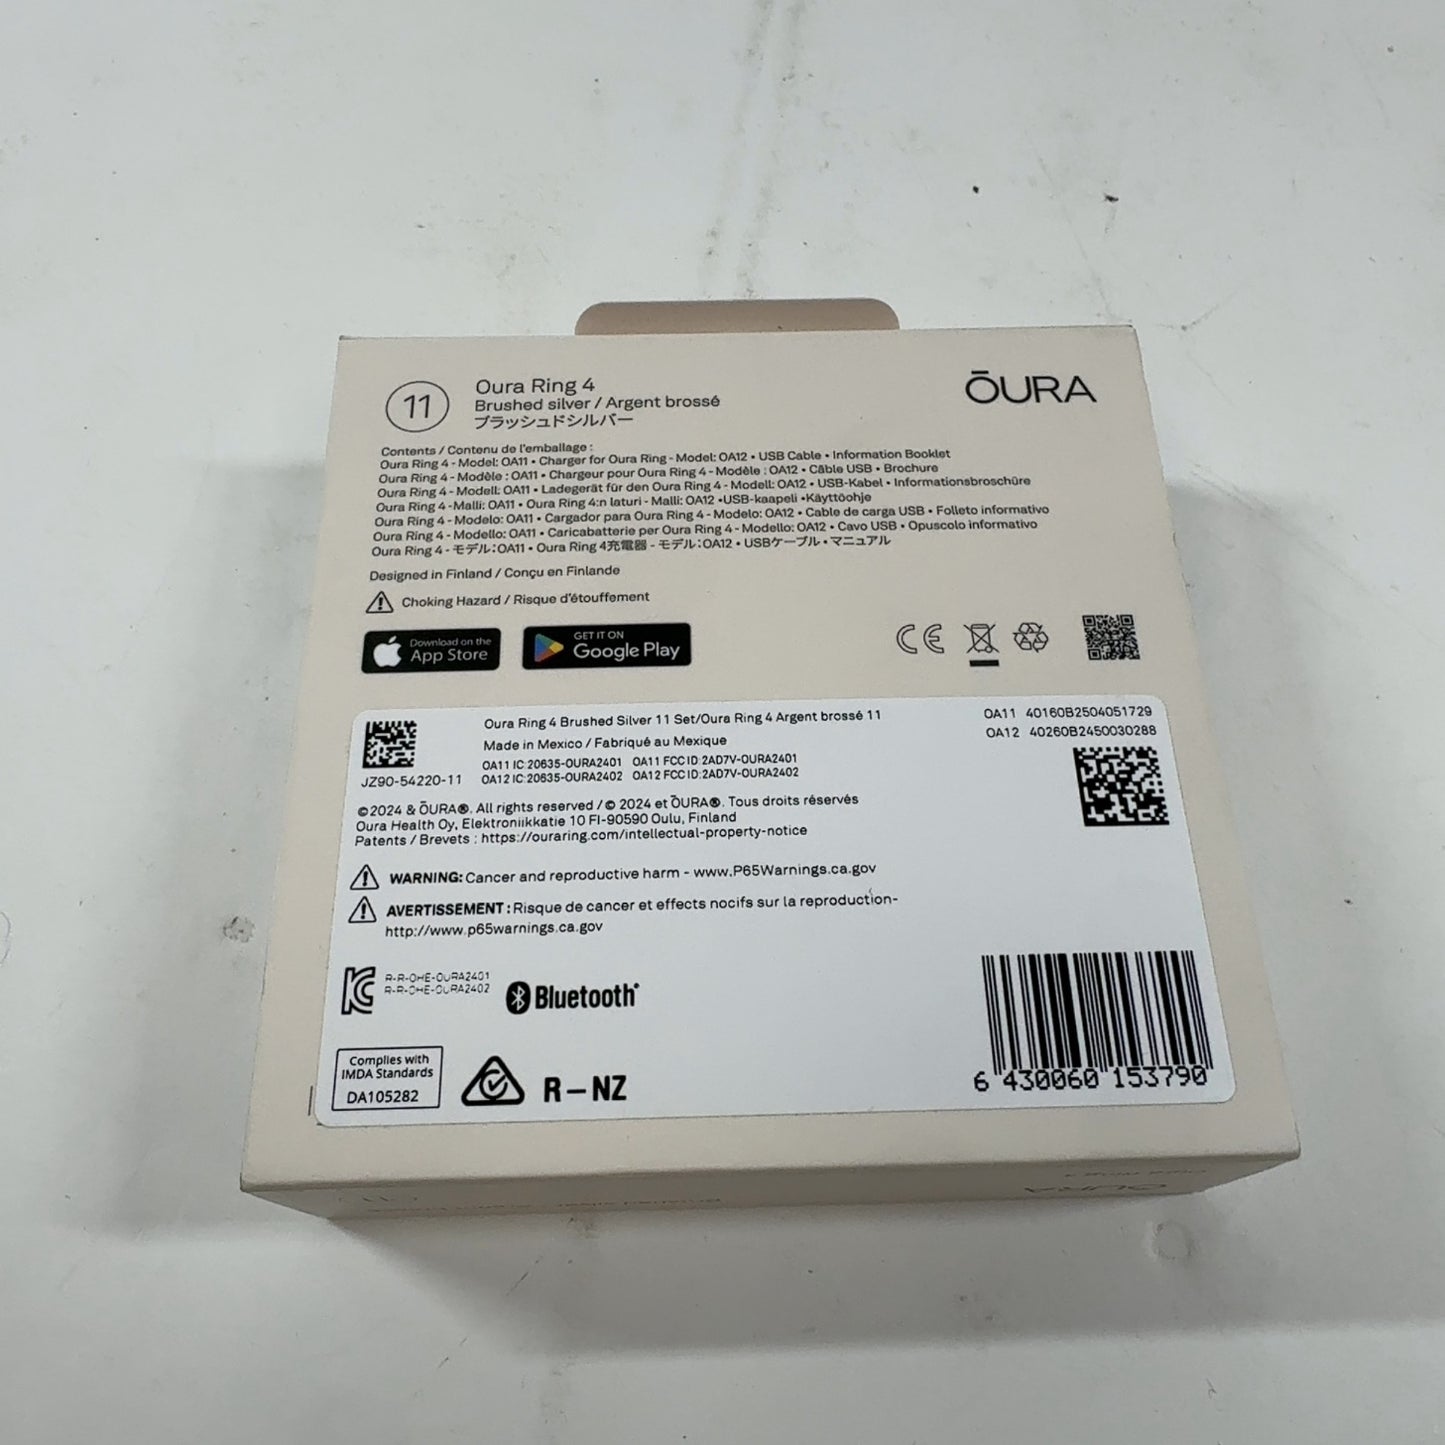 11
Oura Ring 4
Brushed silver / Argent brossé
ブラッシュドシルバー
ŌURA
Contents / Contenu de l'emballage :
Oura Ring 4 - Model: OA11 • Charger for Oura Ring - Model: OA12 • USB Cable • Information Booklet
Oura Ring 4 - Modèle : OA11 • Chargeur pour Oura Ring 4 - Modèle : OA12 • Câble USB • Brochure
Oura Ring 4 - Modell: OA11 • Ladegerät für den Oura Ring 4 - Modell: OA12 • USB-Kabel • Informationsbroschüre
Oura Ring 4 -Malli: OA11 • Oura Ring 4:n laturi - Malli: OA12 •USB-kaapeli •Käyttöohje
Oura Ring 4 - Modelo: OA11 • Cargador para Oura Ring 4 - Modelo: OA12 • Cable de carga USB • Folleto informativo
Oura Ring 4 - Modello: OA11 • Caricabatterie per Oura Ring 4 - Modello: OA12 • Cavo USB • Opuscolo informativo
Oura Ring 4 - モデル:OA11 • Oura Ring 4充電器 - モデル:OA12 • USBケーブル • マニュアル
Designed in Finland / Conçu en Finlande
Choking Hazard / Risque d'étouffement
Download on the
App Store
GET IT ON
Google Play
CE
Oura Ring 4 Brushed Silver 11 Set/Oura Ring 4 Argent brossé 11
Made in Mexico / Fabriqué au Mexique
OA11 IC:20635-OURA2401 OA11 FCC ID:2AD7V-OURA2401
OA12 IC:20635-OURA2402 OA12 FCC ID:2AD7V-OURA2402
JZ90-54220-11
OA11 40160B2504051729
OA12 40260B2450030288
©2024 & ŌURA®. All rights reserved / © 2024 et ŌURA®. Tous droits réservés
Oura Health Oy, Elektroniikkatie 10 FI-90590 Oulu, Finland
Patents / Brevets : https://ouraring.com/intellectual-property-notice
WARNING: Cancer and reproductive harm - www.P65Warnings.ca.gov
AVERTISSEMENT : Risque de cancer et effects nocifs sur la reproduction-
http://www.p65warnings.ca.gov
R-R-OHE-OURA2401
R-R-OHE-OURA2402
Bluetooth
Complies with
IMDA Standards
DA105282
R-NZ
6 430060 153790